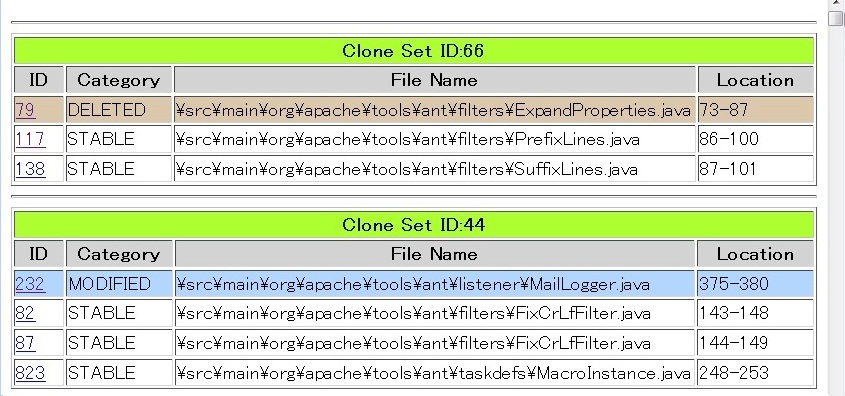 Clone Set ID:66
ID Category File Name Location
79 DELETED ¥src¥main¥org¥apache¥tools¥ant¥filters¥ExpandProperties.java 73-87
117 STABLE ¥src¥main¥org¥apache¥tools¥ant¥filters¥PrefixLines.java 86-100
138 STABLE ¥src¥main¥org¥apache¥tools¥ant¥filters¥SuffixLines.java 87-101
Clone Set ID:44
ID Category File Name Location
232 MODIFIED ¥src¥main¥org¥apache¥tools¥ant¥listener¥MailLogger.java 375-380
82 STABLE ¥src¥main¥org¥apache¥tools¥ant¥filters¥FixCrLfFilter.java 143-148
87 STABLE ¥src¥main¥org¥apache¥tools¥ant¥filters¥FixCrLfFilter.java 144-149
823 STABLE ¥src¥main¥org¥apache¥tools¥ant¥taskdefs¥MacroInstance.java 248-253